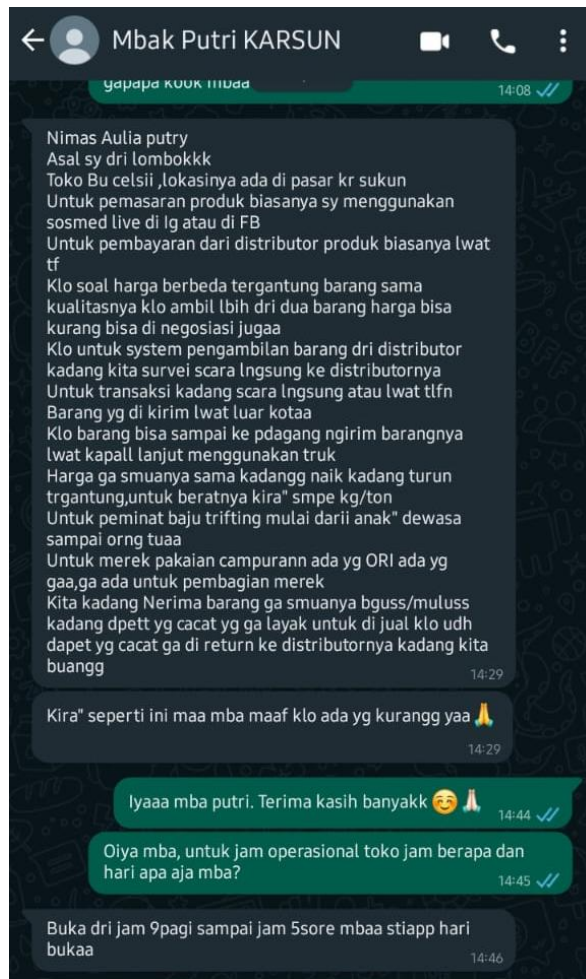 Mbak Putri KARSUN
gapapa kook mbaa
14:08
Nimas Aulia putry
Asal sy dri lombokkk
Toko Bu celsii ,lokasinya ada di pasar kr sukun
Untuk pemasaran produk biasanya sy menggunakan
sosmed live di Ig atau di FB
Untuk pembayaran dari distributor produk biasanya lwat
tf
Klo soal harga berbeda tergantung barang sama
kualitasnya klo ambil lbih dri dua barang harga bisa
kurang bisa di negosiasi jugaa
Klo untuk system pengambilan barang dri distributor
kadang kita survei scara lngsung ke distributornya
Untuk transaksi kadang scara lngsung atau lwat tlfn
Barang yg di kirim lwat luar kotaa
Klo barang bisa sampai ke pdagang ngirim barangnya
lwat kapall lanjut menggunakan truk
Harga ga smuanya sama kadangg naik kadang turun
trgantung,untuk beratnya kira" smpe kg/ton
Untuk peminat baju trifting mulai darii anak" dewasa
sampai orng tuaa
Untuk merek pakaian campurann ada yg ORI ada yg
gaa,ga ada untuk pembagian merek
Kita kadang Nerima barang ga smuanya bguss/muluss
kadang dpett yg cacat yg ga layak untuk di jual klo udh
dapet yg cacat ga di return ke distributornya kadang kita
buangg
14:29
Kira" seperti ini maa mba maaf klo ada yg kurangg yaa 🙏
14:29
Iyaaa mba putri. Terima kasih banyakk ☺️🙏🏻
14:44
Oiya mba, untuk jam operasional toko jam berapa dan
hari apa aja mba?
14:45
Buka dri jam 9pagi sampai jam 5sore mbaa stiapp hari
bukaa
14:46